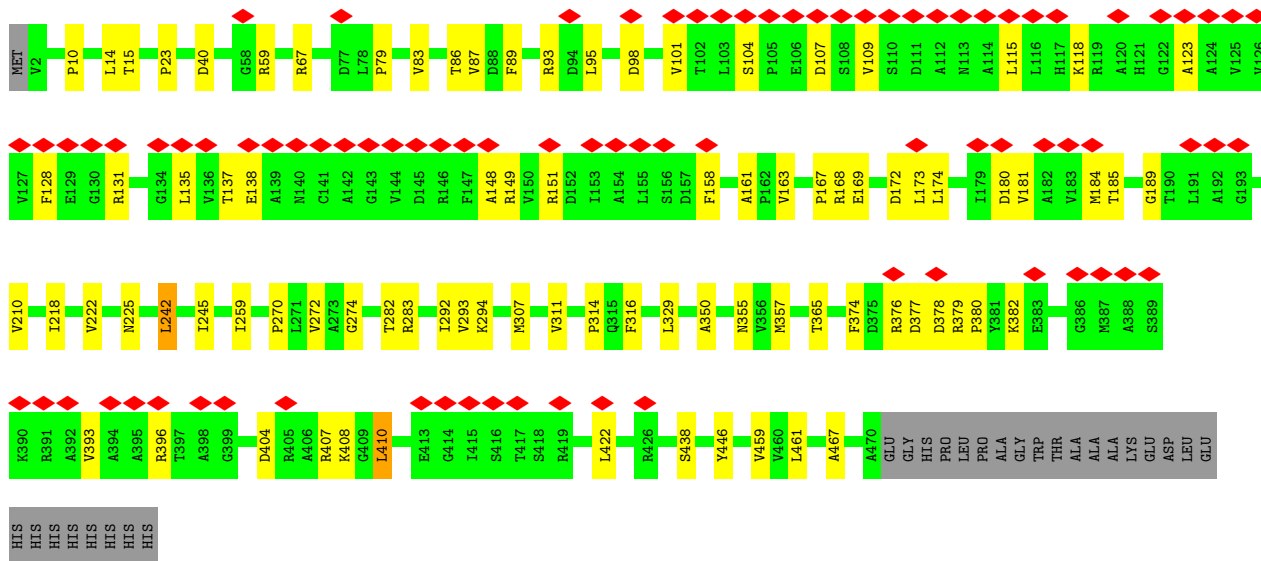 MET V2 P10 L14 T15 P23 D40 G58 R59 R67 D77 L78 P79 V83 T86 V87 D88 F89 R93 D94 L95 D98 V101 T102 L103 S104 P105 E106 D107 S108 V109 S110 D111 A112 N113 A114 L115 L116 H117 K118 R119 A120 H121 G122 A123 A124 V125 V126
V127 F128 E129 G130 R131 G134 L135 V136 T137 E138 A139 N140 C141 A142 G143 V144 D145 R146 F147 A148 R149 V150 R151 D152 I153 A154 L155 S156 D157 F158 A161 P162 V163 P167 R168 E169 D172 L173 L174 I179 D180 V181 A182 V183 M184 T185 G189 T190 L191 A192 G193
V210 I218 V222 N225 L242 I245 I259 P270 L271 V272 A273 G274 T282 R283 I292 V293 K294 M307 V311 P314 Q315 F316 L329 A350 N355 V356 M357 T365 F374 D375 R376 D377 D378 R379 P380 Y381 K382 E383 G386 M387 A388 S389
K390 R391 A392 V393 A394 A395 R396 T397 A398 G399 D404 R405 A406 R407 K408 G409 L410 E413 G414 I415 S416 T417 S418 R419 L422 R426 S438 Y446 V459 V460 L461 A467 A470 GLU GLY HIS PRO LEU PRO PRO ALA GLY TRP THR ALA ALA ALA LYS GLU ASP LEU GLU
HIS HIS HIS HIS HIS HIS HIS HIS